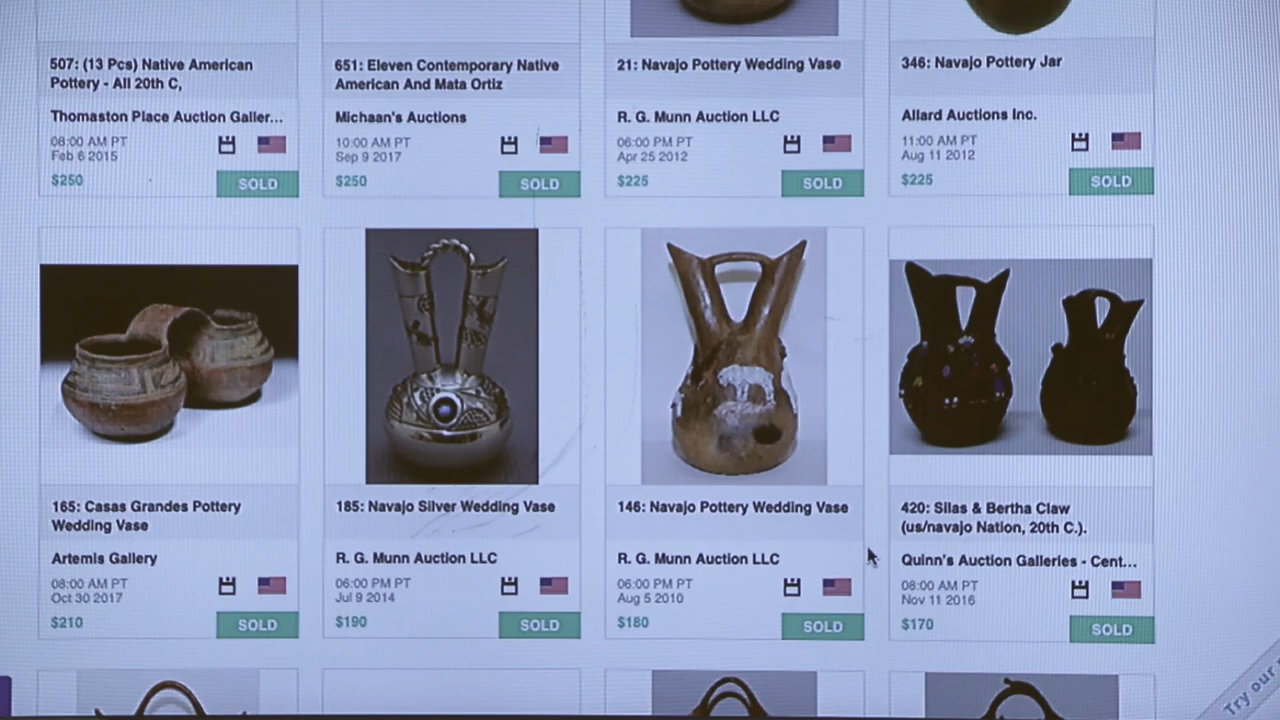 507: (13 Pcs) Native American
Pottery - All 20th C,
Thomaston Place Auction Galler...
08:00 AM PT
Feb 6 2015
$250
SOLD
651: Eleven Contemporary Native
American And Mata Ortiz
Michaan's Auctions
10:00 AM PT
Sep 9 2017
$250
SOLD
21: Navajo Pottery Wedding Vase
R. G. Munn Auction LLC
06:00 PM PT
Apr 25 2012
$225
SOLD
346: Navajo Pottery Jar
Allard Auctions Inc.
11:00 AM PT
Aug 11 2012
$225
SOLD
165: Casas Grandes Pottery
Wedding Vase
Artemis Gallery
08:00 AM PT
Oct 30 2017
$210
SOLD
185: Navajo Silver Wedding Vase
R. G. Munn Auction LLC
06:00 PM PT
Jul 9 2014
$190
SOLD
146: Navajo Pottery Wedding Vase
R. G. Munn Auction LLC
06:00 PM PT
Aug 5 2010
$180
SOLD
420: Silas & Bertha Claw
(us/navajo Nation, 20th C.).
Quinn's Auction Galleries - Cent...
08:00 AM PT
Nov 11 2016
$170
SOLD
Try our